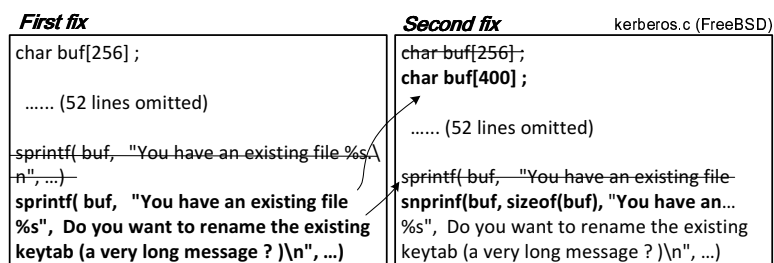 First fix
char buf[256] ;
...... (52 lines omitted)
sprintf( buf, "You have an existing file %s.\
n", ...)
sprintf( buf, "You have an existing file
%s", Do you want to rename the existing
keytab (a very long message ? )\n", ...)
Second fix
kerberos.c (FreeBSD)
char buf[256] ;
char buf[400] ;
...... (52 lines omitted)
sprintf( buf, "You have an existing file
snprinf(buf, sizeof(buf), "You have an...
%s", Do you want to rename the existing
keytab (a very long message ? )\n", ...)